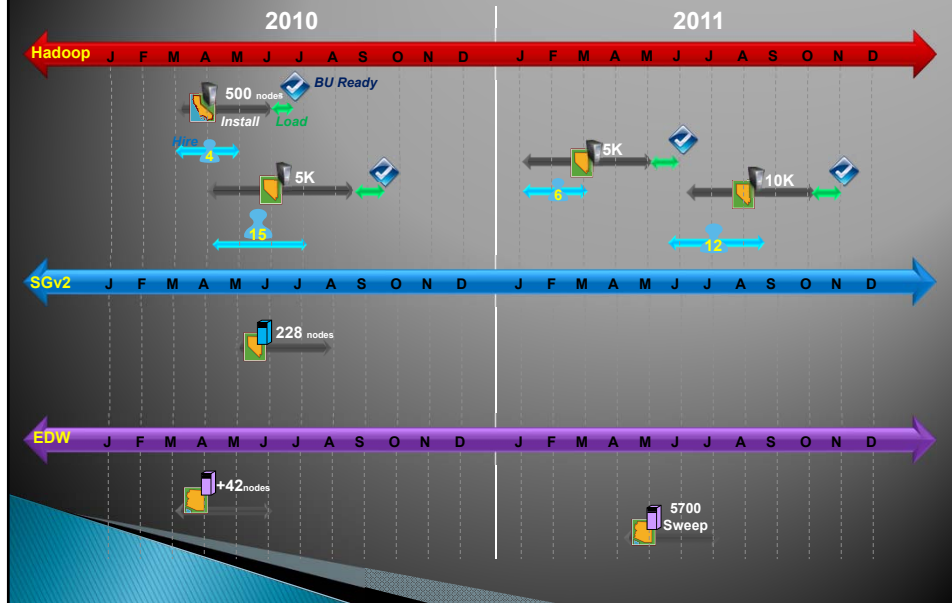 2010 2011
Hadoop J F M A M J J A S O N D J F M A M J J A S O N D
BU Ready
500 nodes
Install Load
Hire
4
5K
15
5K
6
10K
12
SGv2 J F M A M J J A S O N D J F M A M J J A S O N D
228 nodes
EDW J F M A M J J A S O N D J F M A M J J A S O N D
+42nodes
5700
Sweep